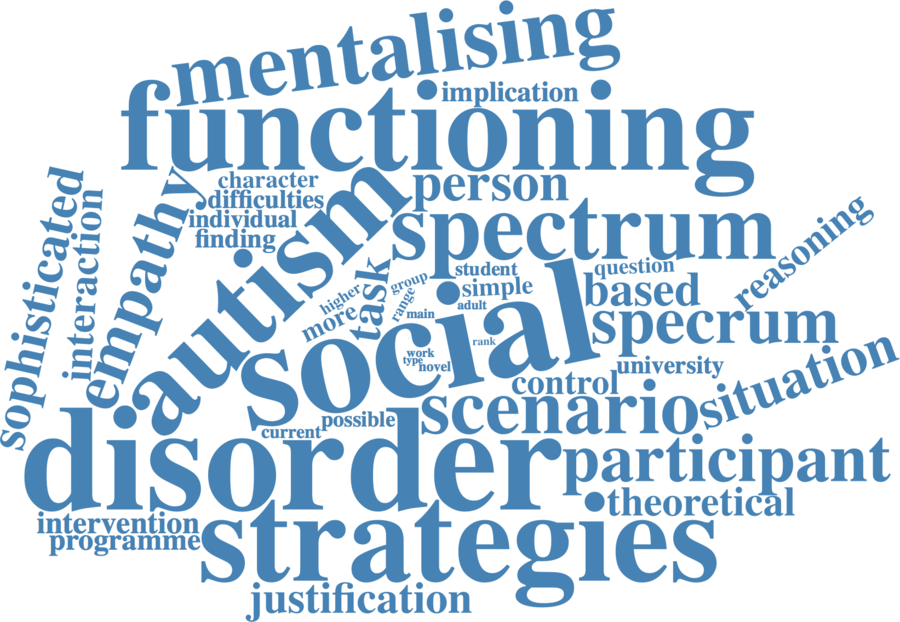 mentalising
functioning
implication
character
difficulties
individual
finding
autism
person
spectrum
sophisticated
interaction
empathy
reasoning
student
question
simple
based
group
range
higher
more
task
adult
main
social
rank
work
type
novel
specrum
university
control
situation
scenario
possible
current
disorder
participant
theoretical
intervention
programme
strategies
justification